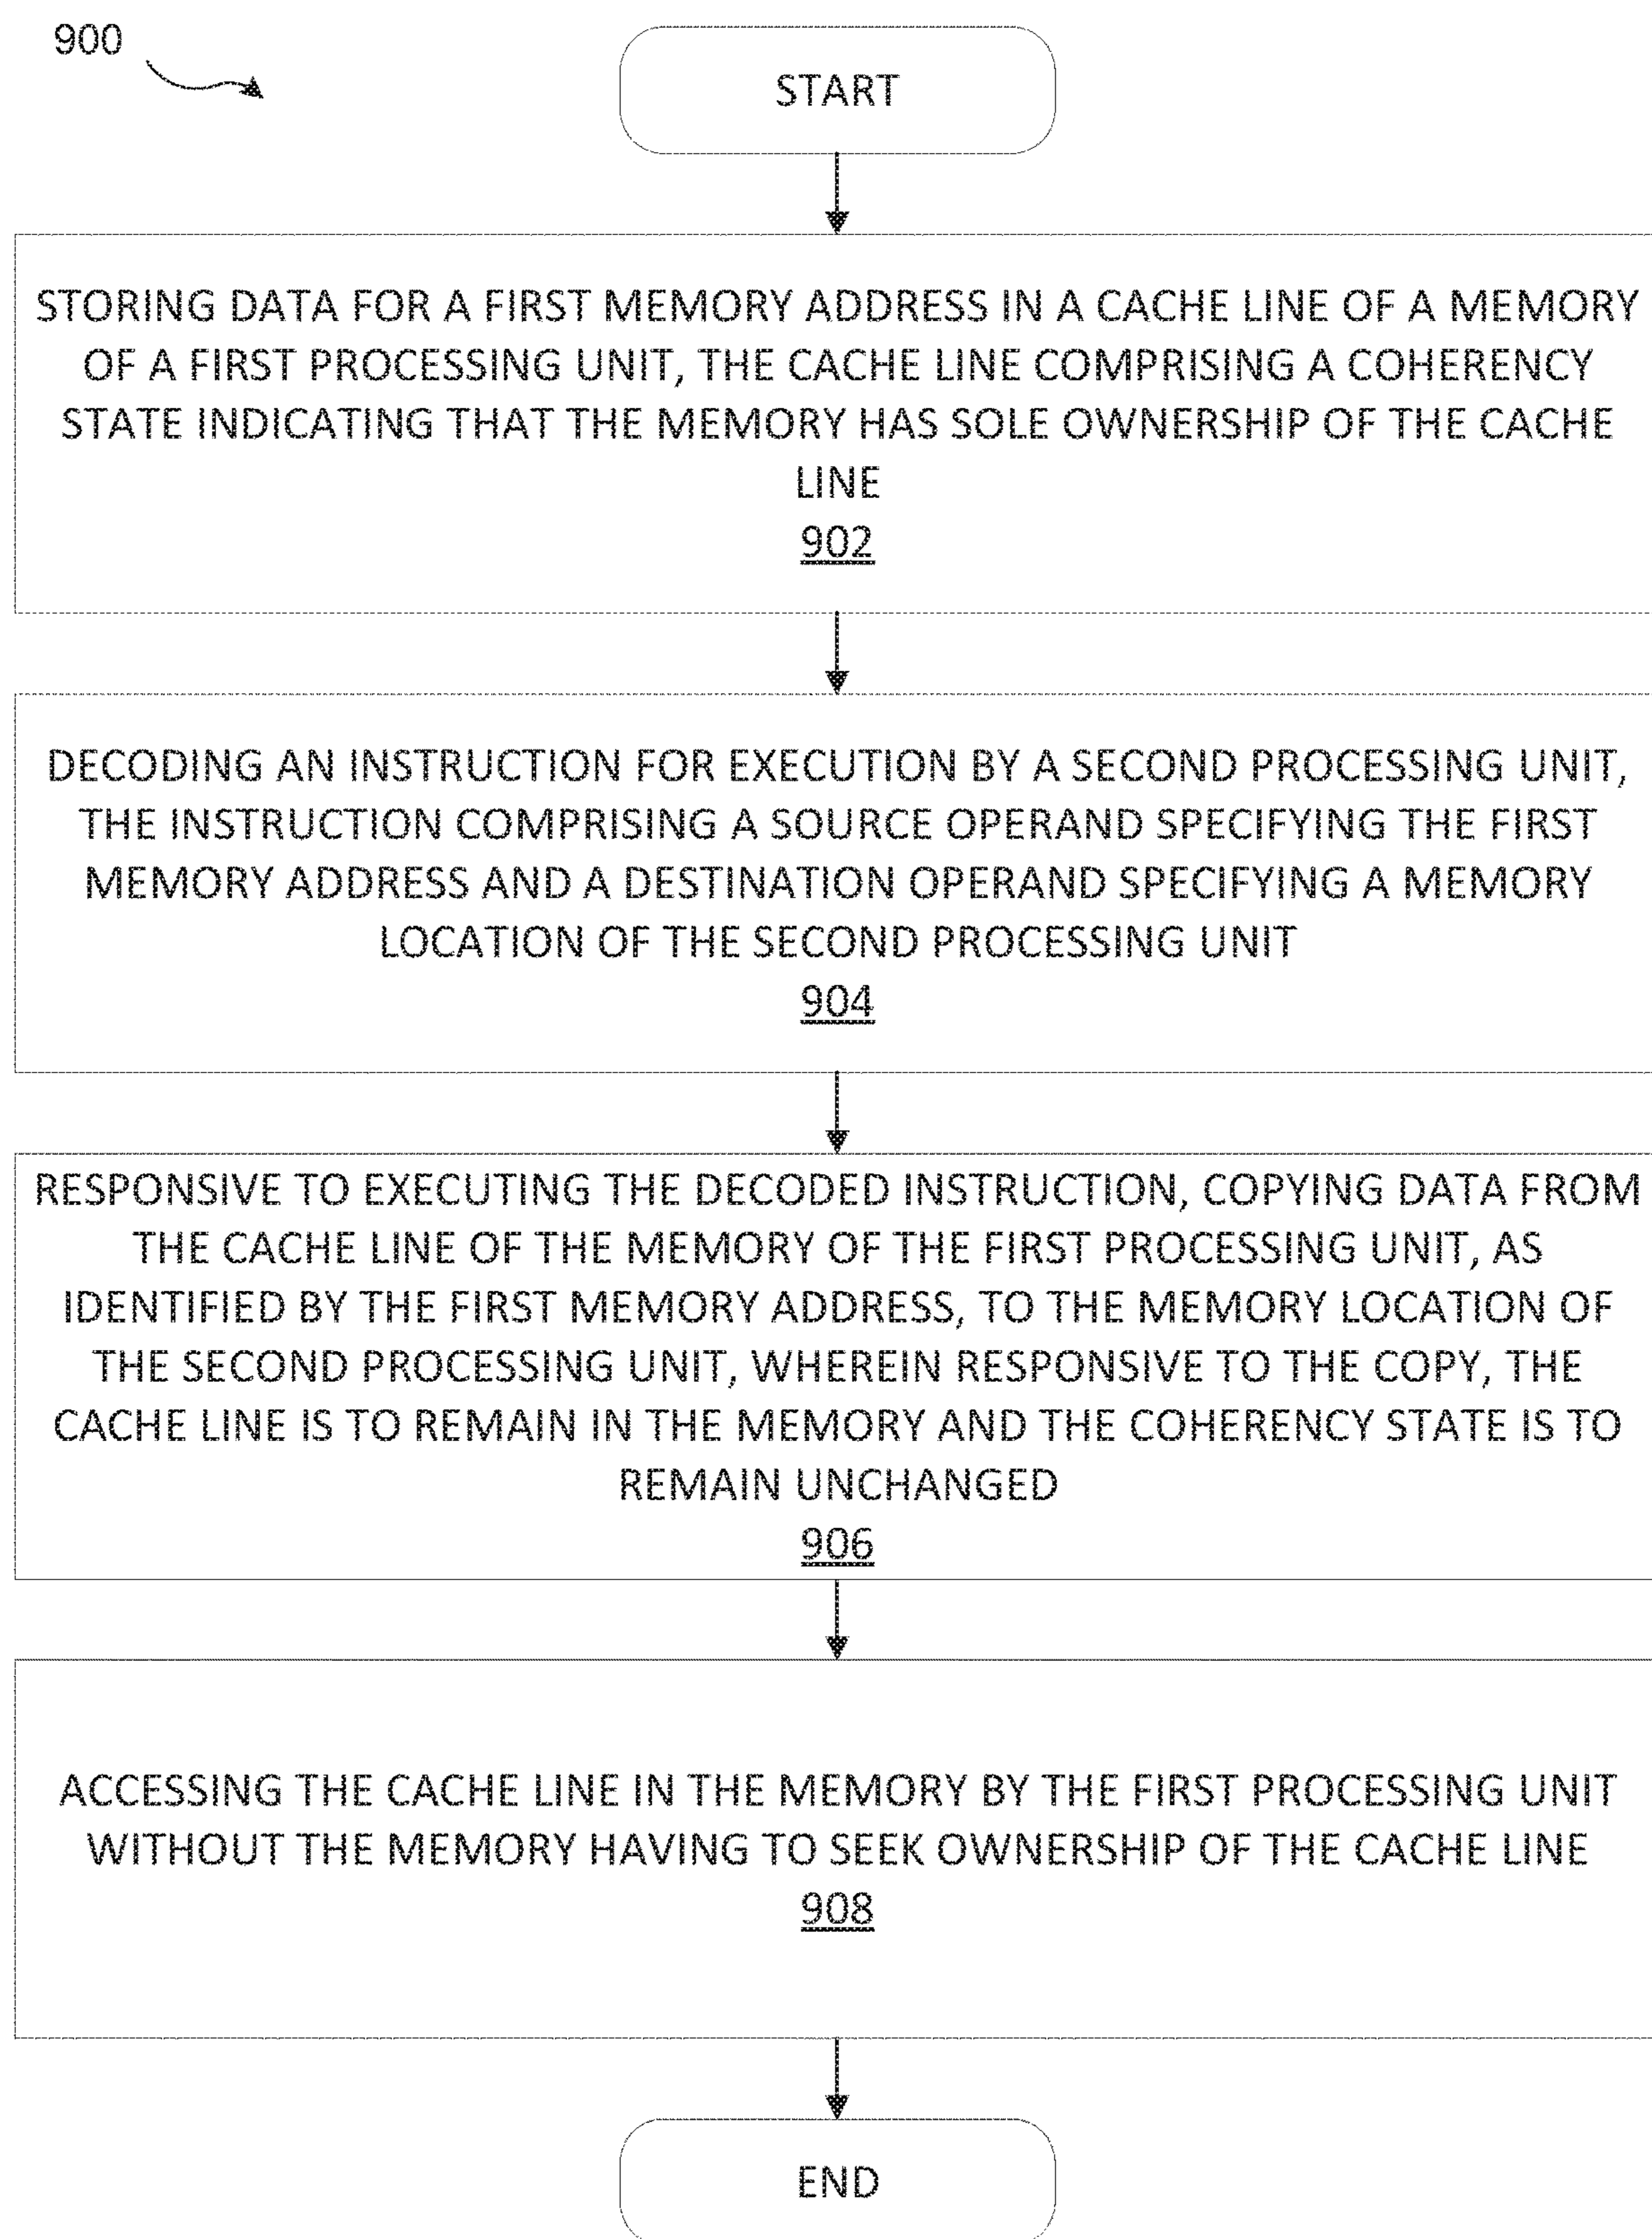 900
START
STORING DATA FOR A FIRST MEMORY ADDRESS IN A CACHE LINE OF A MEMORY
OF A FIRST PROCESSING UNIT, THE CACHE LINE COMPRISING A COHERENCY
STATE INDICATING THAT THE MEMORY HAS SOLE OWNERSHIP OF THE CACHE
LINE
902
DECODING AN INSTRUCTION FOR EXECUTION BY A SECOND PROCESSING UNIT,
THE INSTRUCTION COMPRISING A SOURCE OPERAND SPECIFYING THE FIRST
MEMORY ADDRESS AND A DESTINATION OPERAND SPECIFYING A MEMORY
LOCATION OF THE SECOND PROCESSING UNIT
904
RESPONSIVE TO EXECUTING THE DECODED INSTRUCTION, COPYING DATA FROM
THE CACHE LINE OF THE MEMORY OF THE FIRST PROCESSING UNIT, AS
IDENTIFIED BY THE FIRST MEMORY ADDRESS, TO THE MEMORY LOCATION OF
THE SECOND PROCESSING UNIT, WHEREIN RESPONSIVE TO THE COPY, THE
CACHE LINE IS TO REMAIN IN THE MEMORY AND THE COHERENCY STATE IS TO
REMAIN UNCHANGED
906
ACCESSING THE CACHE LINE IN THE MEMORY BY THE FIRST PROCESSING UNIT
WITHOUT THE MEMORY HAVING TO SEEK OWNERSHIP OF THE CACHE LINE
908
END